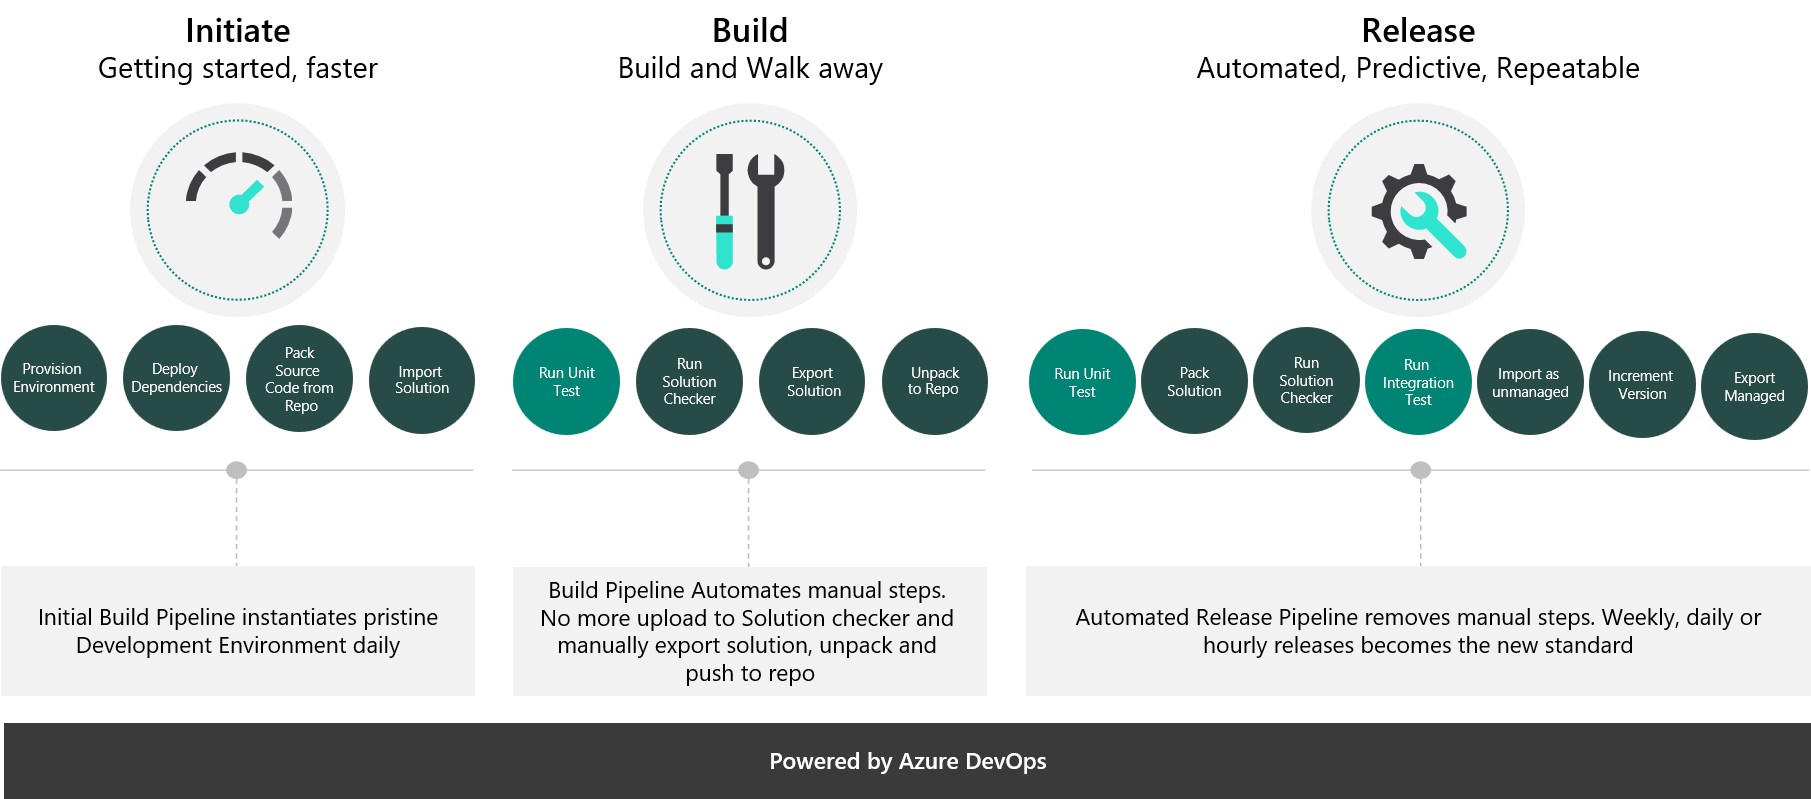 Initiate
Getting started, faster
Provision
Environment
Deploy
Dependencies
Pack
Source
Code from
Repo
Import
Solution
Initial Build Pipeline instantiates pristine
Development Environment daily
Build
Build and Walk away
Run Unit
Test
Run
Solution
Checker
Export
Solution
Unpack
to Repo
Build Pipeline Automates manual steps.
No more upload to Solution checker and
manually export solution, unpack and
push to repo
Release
Automated, Predictive, Repeatable
Run Unit
Test
Pack
Solution
Run
Solution
Checker
Run
Integration
Test
Import as
unmanaged
Increment
Version
Export
Managed
Automated Release Pipeline removes manual steps. Weekly, daily or
hourly releases becomes the new standard
Powered by Azure DevOps